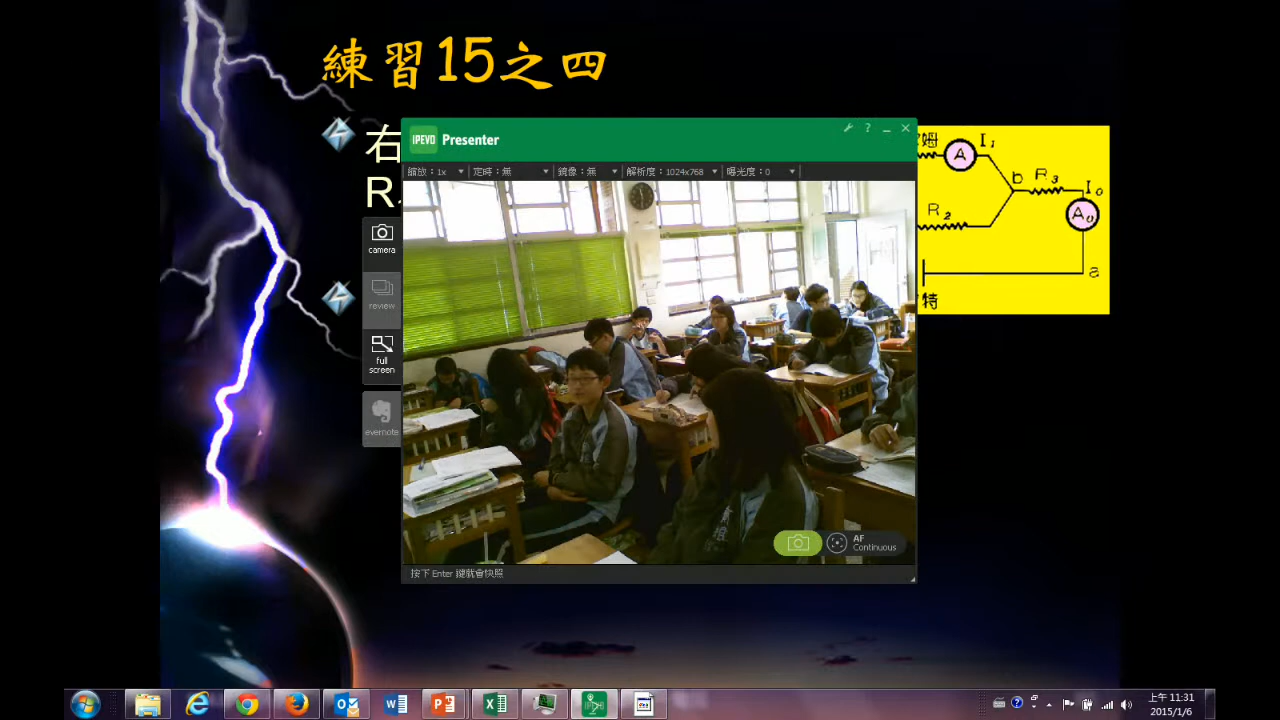 練習15之四
右
R
IPEVO Presenter
縮放：1x 定時：無 鏡像：無 解析度：1024x768 曝光度：0
camera
review
full
screen
evernote
姆
A
I₁
b
R₃
I₀
R₂
A₀
a
特
AF
Continuous
按下 Enter 鍵就會快照
上午 11:31
2015/1/6